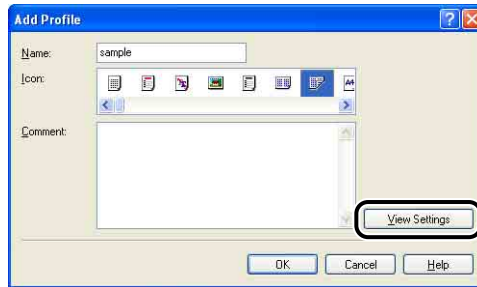 Add Profile
Name: sample
Icon:
Comment:
View Settings
OK Cancel Help